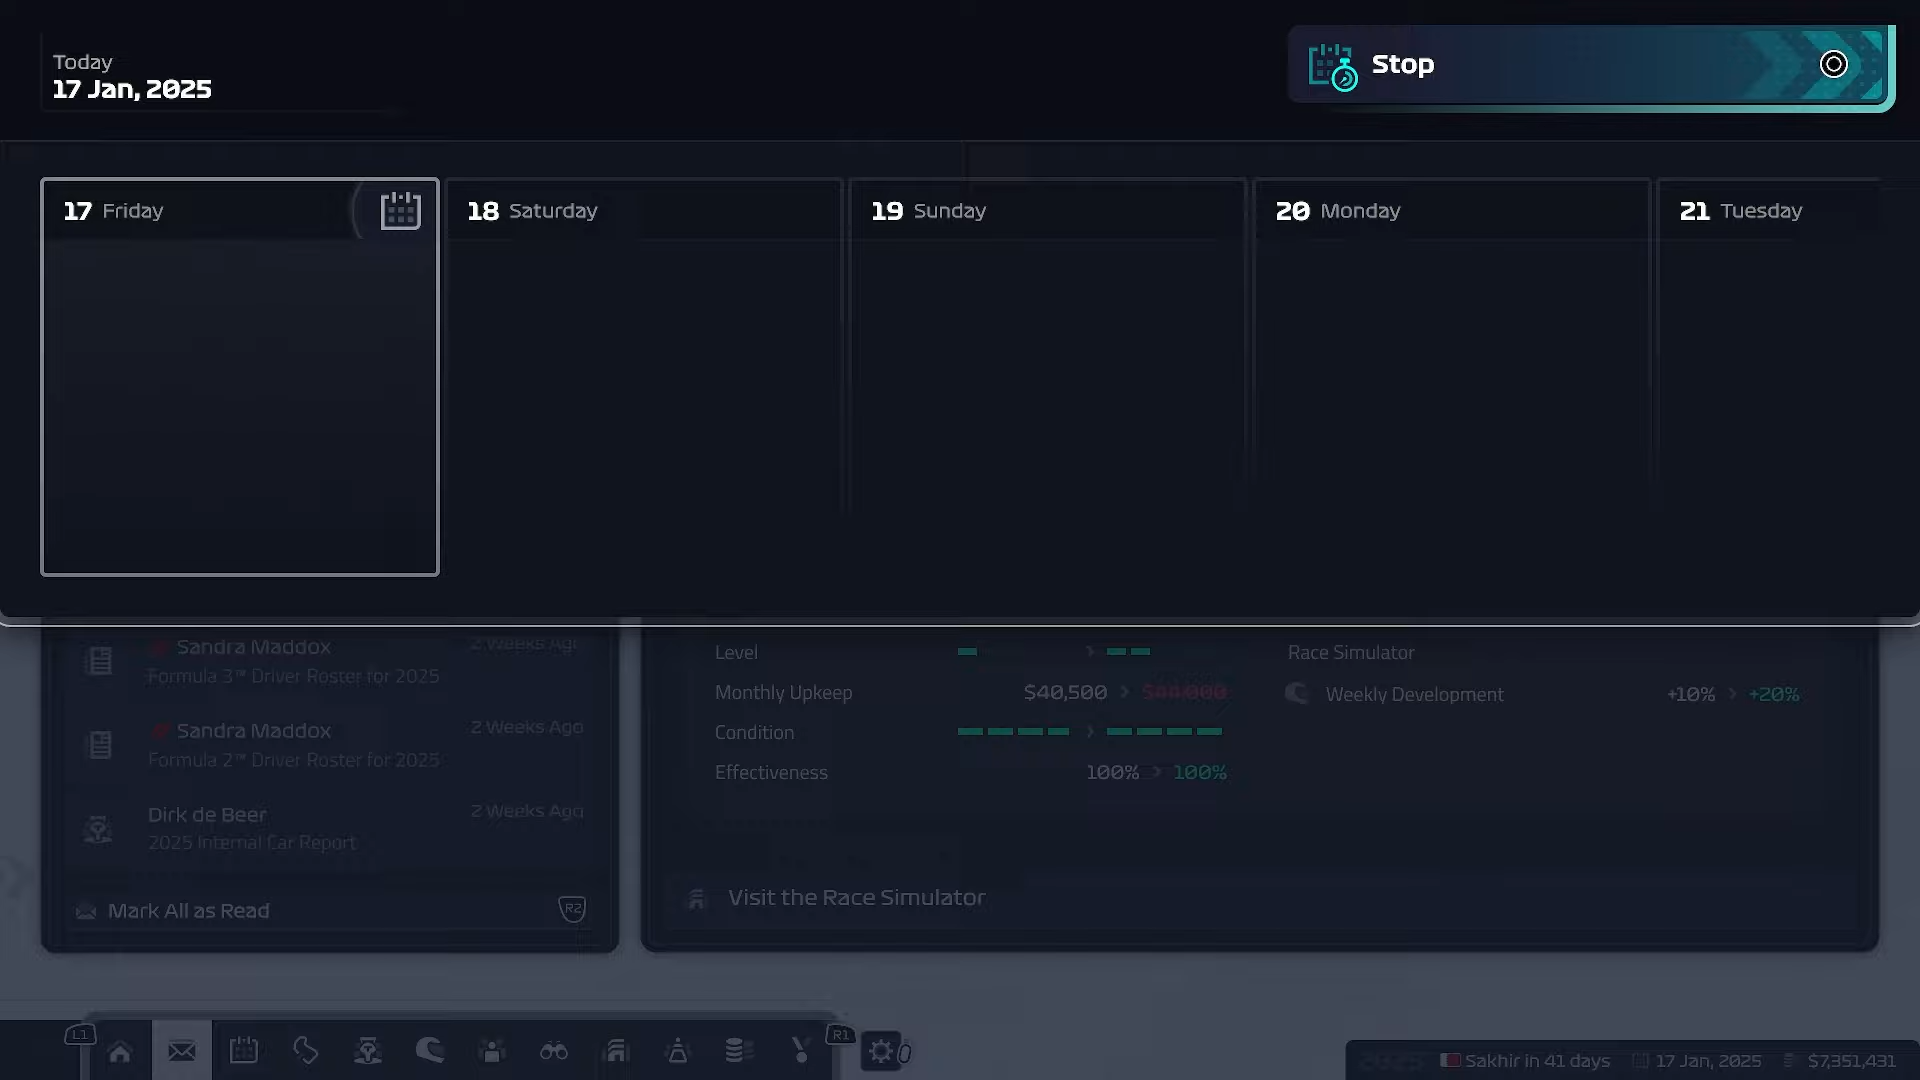 Today
17 Jan, 2025
Stop
17 Friday
18 Saturday
19 Sunday
20 Monday
21 Tuesday
Sandra Maddox
2 Weeks Ago
Formula 3™ Driver Roster for 2025
Sandra Maddox
2 Weeks Ago
Formula 2™ Driver Roster for 2025
Dirk de Beer
2 Weeks Ago
2025 Internal Car Report
Mark All as Read
R2
Level
Monthly Upkeep
$40,500 > $44,000
Condition
Effectiveness
100% > 100%
Race Simulator
Weekly Development
+10% > +20%
Visit the Race Simulator
L1
R1
Sakhir in 41 days
17 Jan, 2025
$7,351,431